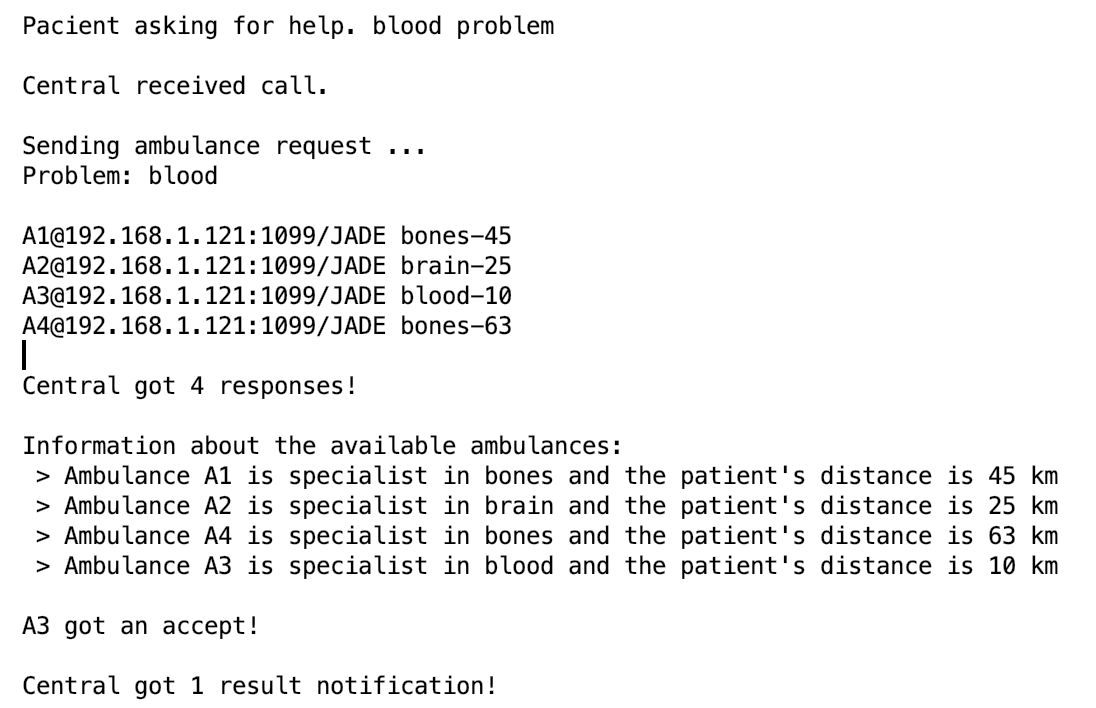 Pacient asking for help. blood problem
Central received call.
Sending ambulance request ...
Problem: blood
A1@192.168.1.121:1099/JADE bones-45
A2@192.168.1.121:1099/JADE brain-25
A3@192.168.1.121:1099/JADE blood-10
A4@192.168.1.121:1099/JADE bones-63
Central got 4 responses!
Information about the available ambulances:
> Ambulance A1 is specialist in bones and the patient's distance is 45 km
> Ambulance A2 is specialist in brain and the patient's distance is 25 km
> Ambulance A4 is specialist in bones and the patient's distance is 63 km
> Ambulance A3 is specialist in blood and the patient's distance is 10 km
A3 got an accept!
Central got 1 result notification!